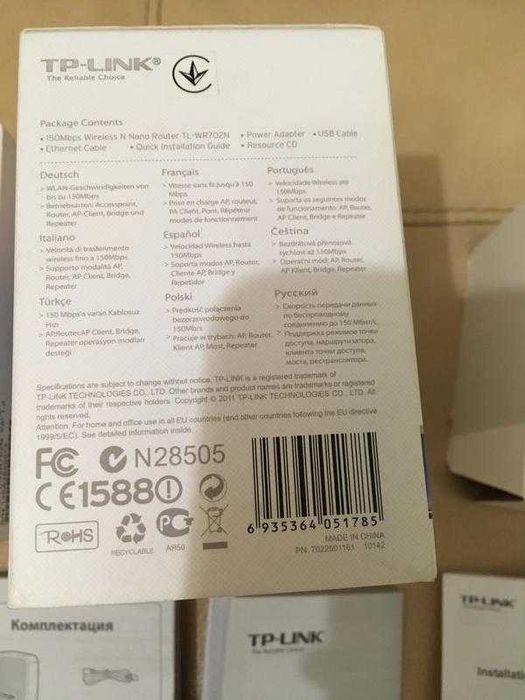 TP-LINK®
The Reliable Choice
Package Contents
• 150Mbps Wireless N Nano Router TL-WR702N • Power Adapter • USB Cable
• Ethernet Cable • Quick Installation Guide • Resource CD
Deutsch
> WLAN-Geschwindigkeiten von
bis zu 150Mbps
> Betriebsarten: Accesspoint,
Router, AP-Client, Bridge und
Repeater
Français
> Vitesse sans fil jusqu'à 150
Mbps
> Prise en charge AP, routeur,
PA Client, Pont, Répéteur
modes de fonctionnement
Português
> Velocidade Wireless até
150Mbps
> Suporta os seguintes modos
de funcionamento: AP, Router,
AP Client, Bridge, Repeater
Italiano
> Velocità di trasferimento
wireless fino a 150Mbps
> Supporto modalità AP,
Router, AP Client, Bridge,
Repeater
Español
> Velocidad Wireless hasta
150Mbps
> Soporta modos AP, Router,
Cliente AP, Bridge y
Repetidor
Čeština
> Bezdrátová přenosová
rychlost až 150Mbps
> Operační mód: AP, Router,
AP Klient, Bridge, Repeater
Türkçe
> 150 Mbps'a varan Kablosuz
Hızı
> AP,Router,AP Client, Bridge,
Repeater operasyon modları
desteği
Polski
> Prędkość połączenia
bezprzewodowego do
150Mb/s
> Pracuje w trybach: AP, Router,
Klient AP, Most, Repeater
Русский
> Скорость передачи данных
по беспроводному
соединению до 150 Мбит/с
> Поддержка режимов точки
доступа, маршрутизатора,
клиента точки доступа,
моста, ретранслятора.
Specifications are subject to change without notice. TP-LINK is a registered trademark of
TP-LINK TECHNOLOGIES CO., LTD. Other brands and product names are trademarks or registered
trademarks of their respective holders. Copyright © 2011 TP-LINK TECHNOLOGIES CO., LTD. All
rights reserved.
Attention: For home and office use in all EU countries (and other countries following the EU directive
1999/5/EC). See detailed information inside.
FC N28505
CE1588
RoHS
RECYCLABLE
АЯ50
6 935364 051785
MADE IN CHINA
PN: 7022501161 10142
Комплектация
TP-LINK
The Reliable Choice
TP-LINK